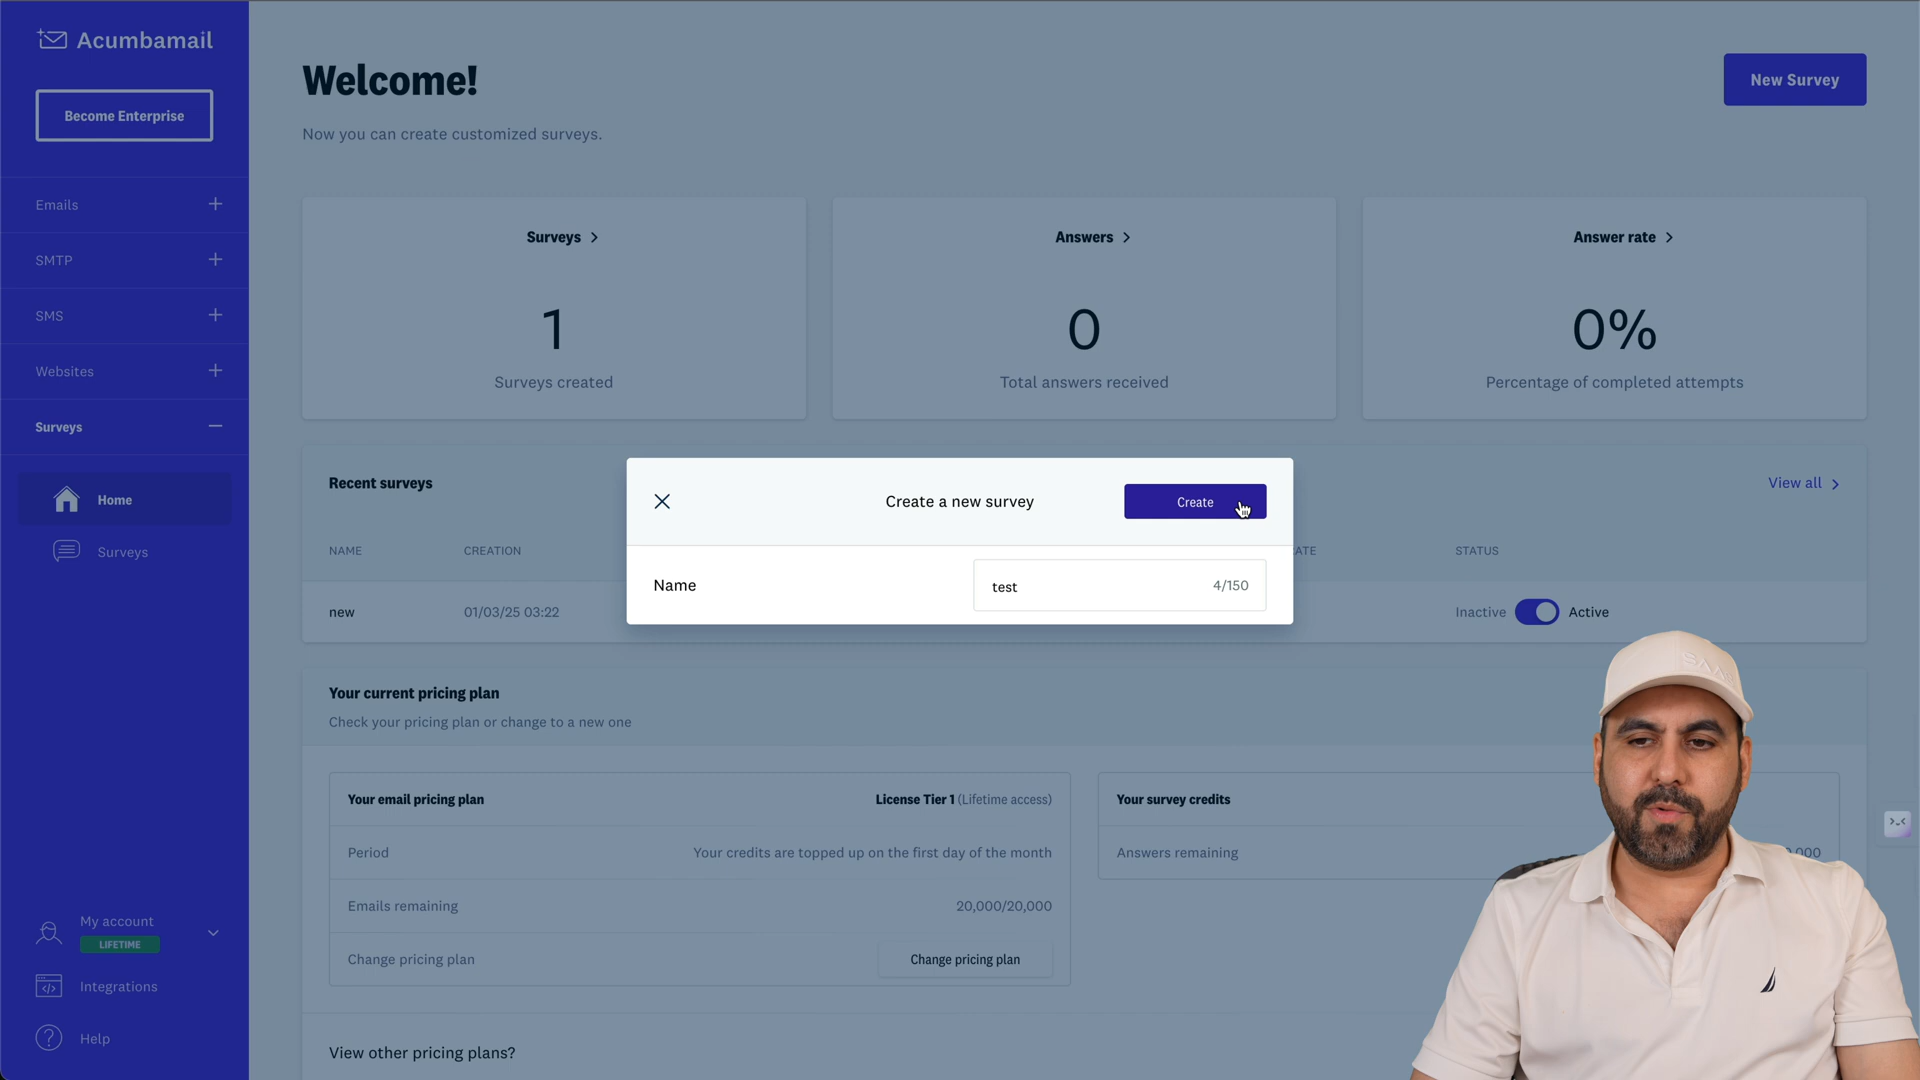 Acumbamail
Become Enterprise
Emails
SMTP
SMS
Websites
Surveys
Home
Surveys
My account
LIFETIME
Integrations
Help
Welcome!
Now you can create customized surveys.
New Survey
Surveys
1
Surveys created
Answers
0
Total answers received
Answer rate
0%
Percentage of completed attempts
Recent surveys
View all
NAME CREATION STATUS
new 01/03/25 03:22 Inactive Active
Create a new survey
Create
Name
test 4/150
Your current pricing plan
Check your pricing plan or change to a new one
Your email pricing plan License Tier 1 (Lifetime access)
Period Your credits are topped up on the first day of the month
Emails remaining 20,000/20,000
Change pricing plan Change pricing plan
Your survey credits
Answers remaining
View other pricing plans?